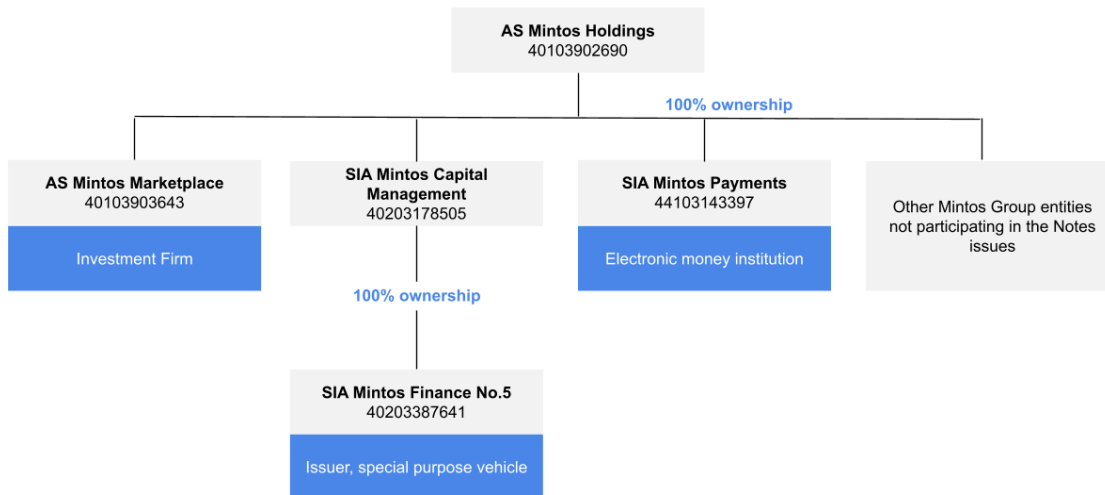 AS Mintos Holdings
40103902690
100% ownership
AS Mintos Marketplace
40103903643
Investment Firm
SIA Mintos Capital
Management
40203178505
SIA Mintos Payments
44103143397
Electronic money institution
Other Mintos Group entities
not participating in the Notes
issues
100% ownership
SIA Mintos Finance No.5
40203387641
Issuer, special purpose vehicle